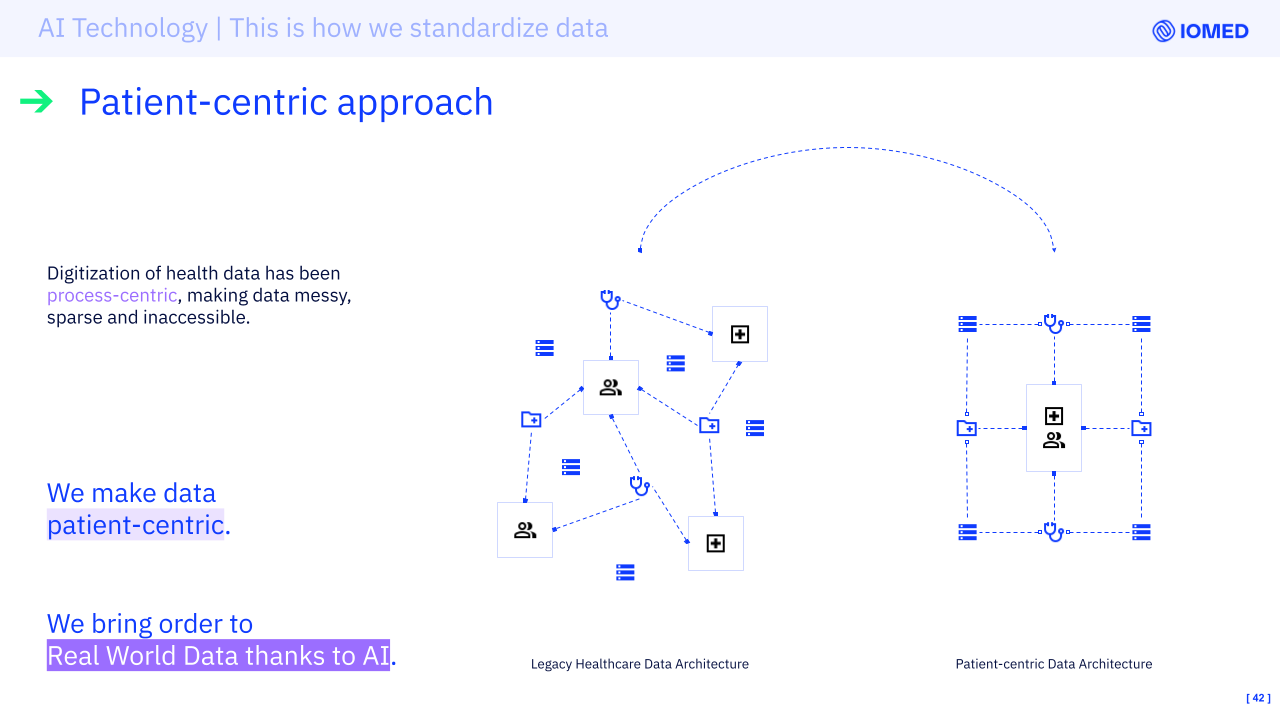 AI Technology | This is how we standardize data
IOMED
Patient-centric approach
Digitization of health data has been
process-centric, making data messy,
sparse and inaccessible.
We make data
patient-centric.
We bring order to
Real World Data thanks to AI.
Legacy Healthcare Data Architecture
Patient-centric Data Architecture
[ 42 ]